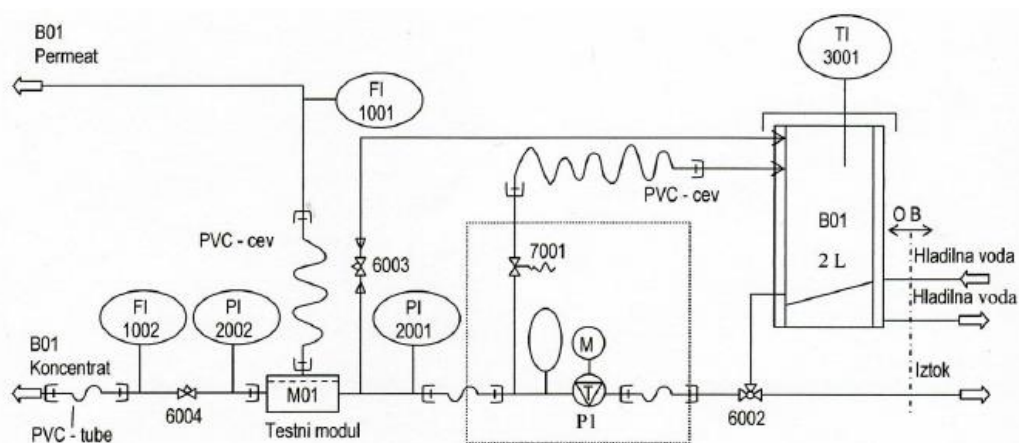 B01
Permeat
FI
1001
TI
3001
PVC - cev
PVC - cev
B01
2 L
O B
Hladilna voda
Hladilna voda
6003
7001
FI
1002
PI
2002
PI
2001
M
B01
Koncentrat
M01
T
P1
Iztok
6004
Testni modul
6002
PVC - tube